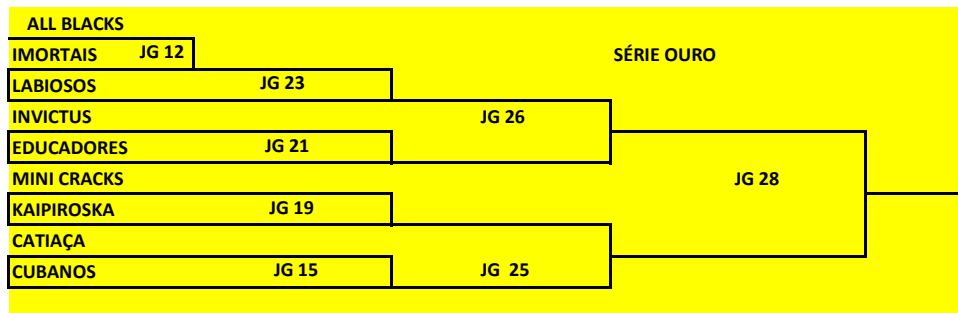 ALL BLACKS
IMORTAIS JG 12 SÉRIE OURO
LABIOSOS JG 23
INVICTUS JG 26
EDUCADORES JG 21
MINI CRACKS JG 28
KAIPIROSKA JG 19
CATIAÇA
CUBANOS JG 15 JG 25